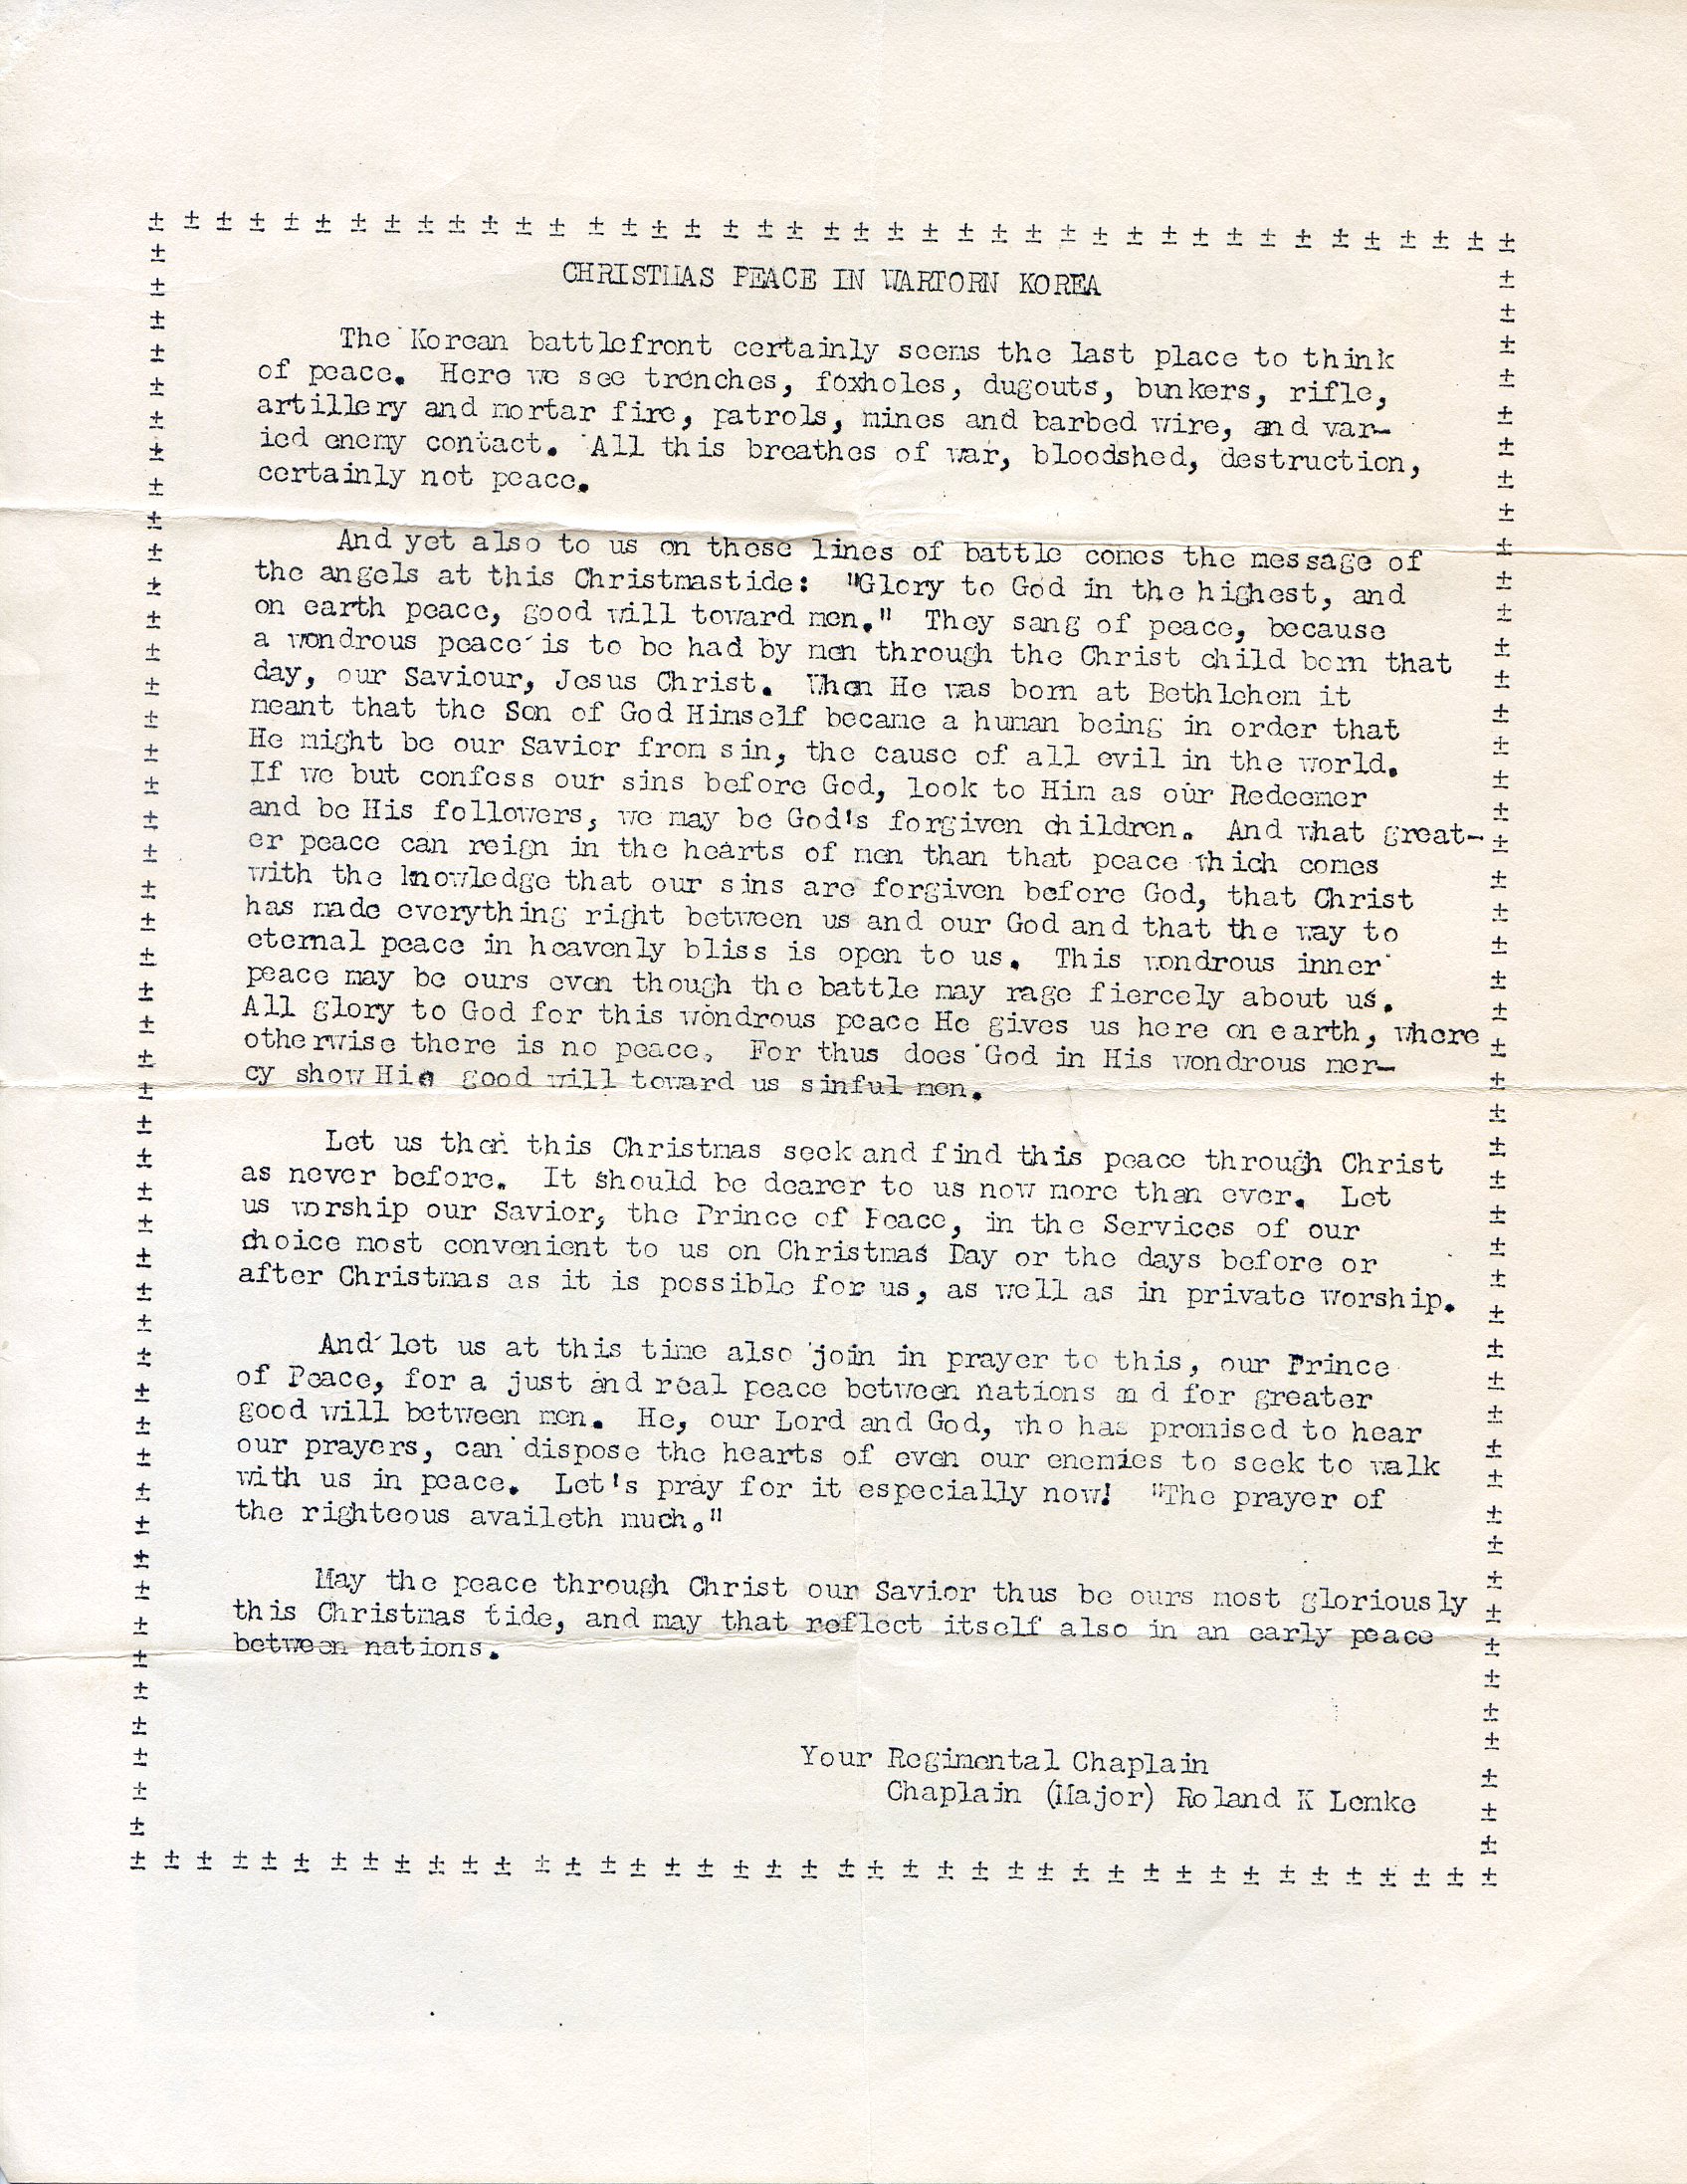 ± ± ± ± ± ± ± ± ± ± ± ± ± ± ± ± ± ± ± ± ± ± ± ± ± ± ± ± ± ± ± ± ± ± ± ± ± ± ± ± ±
CHRISTMAS PEACE IN WARTORN KOREA
The Korean battlefront certainly seems the last place to think
of peace. Here we see trenches, foxholes, dugouts, bunkers, rifle,
artillery and mortar fire, patrols, mines and barbed wire, and var-
ied enemy contact. All this breathes of war, bloodshed, destruction,
certainly not peace.
And yet also to us on these lines of battle comes the message of
the angels at this Christmastide: "Glory to God in the highest, and
on earth peace, good will toward men." They sang of peace, because
a wondrous peace is to be had by men through the Christ child born that
day, our Saviour, Jesus Christ. When He was born at Bethlehem it
meant that the Son of God Himself became a human being in order that
He might be our Savior from sin, the cause of all evil in the world.
If we but confess our sins before God, look to Him as our Redeemer
and be His followers, we may be God's forgiven children. And what great-
er peace can reign in the hearts of men than that peace which comes
with the knowledge that our sins are forgiven before God, that Christ
has made everything right between us and our God and that the way to
eternal peace in heavenly bliss is open to us. This wondrous inner
peace may be ours even though the battle may rage fiercely about us.
All glory to God for this wondrous peace He gives us here on earth, where
otherwise there is no peace. For thus does God in His wondrous mer-
cy show His good will toward us sinful men.
Let us then this Christmas seek and find this peace through Christ
as never before. It should be dearer to us now more than ever. Let
us worship our Savior, the Prince of Peace, in the Services of our
choice most convenient to us on Christmas Day or the days before or
after Christmas as it is possible for us, as well as in private worship.
And let us at this time also join in prayer to this, our Prince
of Peace, for a just and real peace between nations and for greater
good will between men. He, our Lord and God, who has promised to hear
our prayers, can dispose the hearts of even our enemies to seek to walk
with us in peace. Let's pray for it especially now! "The prayer of
the righteous availeth much."
May the peace through Christ our Savior thus be ours most gloriously
this Christmas tide, and may that reflect itself also in an early peace
between nations.
Your Regimental Chaplain
Chaplain (Major) Roland K Lemke
± ± ± ± ± ± ± ± ± ± ± ± ± ± ± ± ± ± ± ± ± ± ± ± ± ± ± ± ± ± ± ± ± ± ± ± ± ± ± ± ±